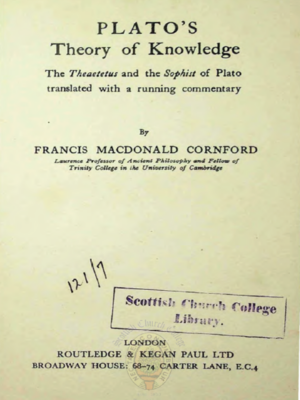 PLATO'S
Theory of Knowledge
The Theaetetus and the Sophist of Plato
translated with a running commentary
By
FRANCIS MACDONALD CORNFORD
Laurence Professor of Ancient Philosophy and Fellow of
Trinity College in the University of Cambridge
121/7
Scottish Church College
Library.
LONDON
ROUTLEDGE & KEGAN PAUL LTD
BROADWAY HOUSE: 68-74 CARTER LANE, E.C.4